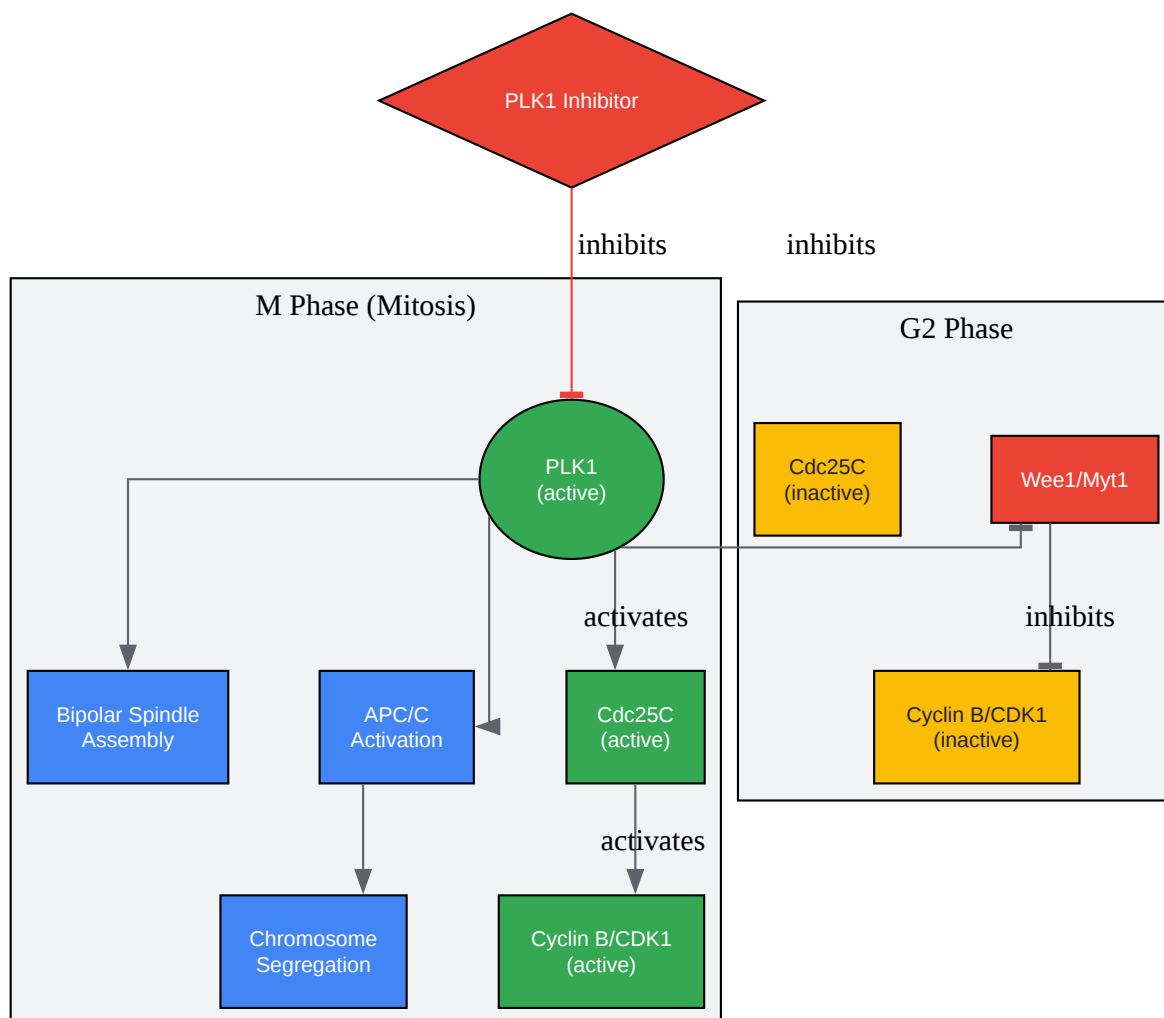 PLK1 Inhibitor
inhibits
inhibits
M Phase (Mitosis)
G2 Phase
PLK1
(active)
Cdc25C
(inactive)
Wee1/Myt1
activates
inhibits
Bipolar Spindle
Assembly
APC/C
Activation
Cdc25C
(active)
Cyclin B/CDK1
(inactive)
activates
Chromosome
Segregation
Cyclin B/CDK1
(active)